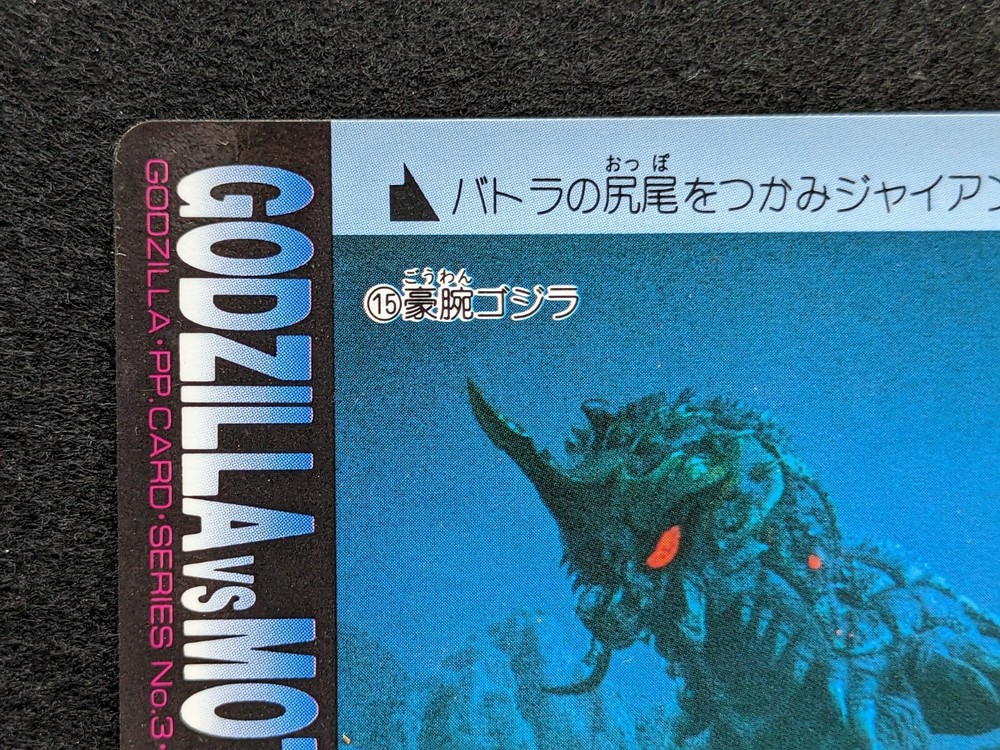 バトラの尻尾をつかみジャイアン
おっぽ
⑮豪腕ゴジラ
ごうわん
GODZILLA VS MOT
GODZILLA・PP.CARD・SERIES No.3・